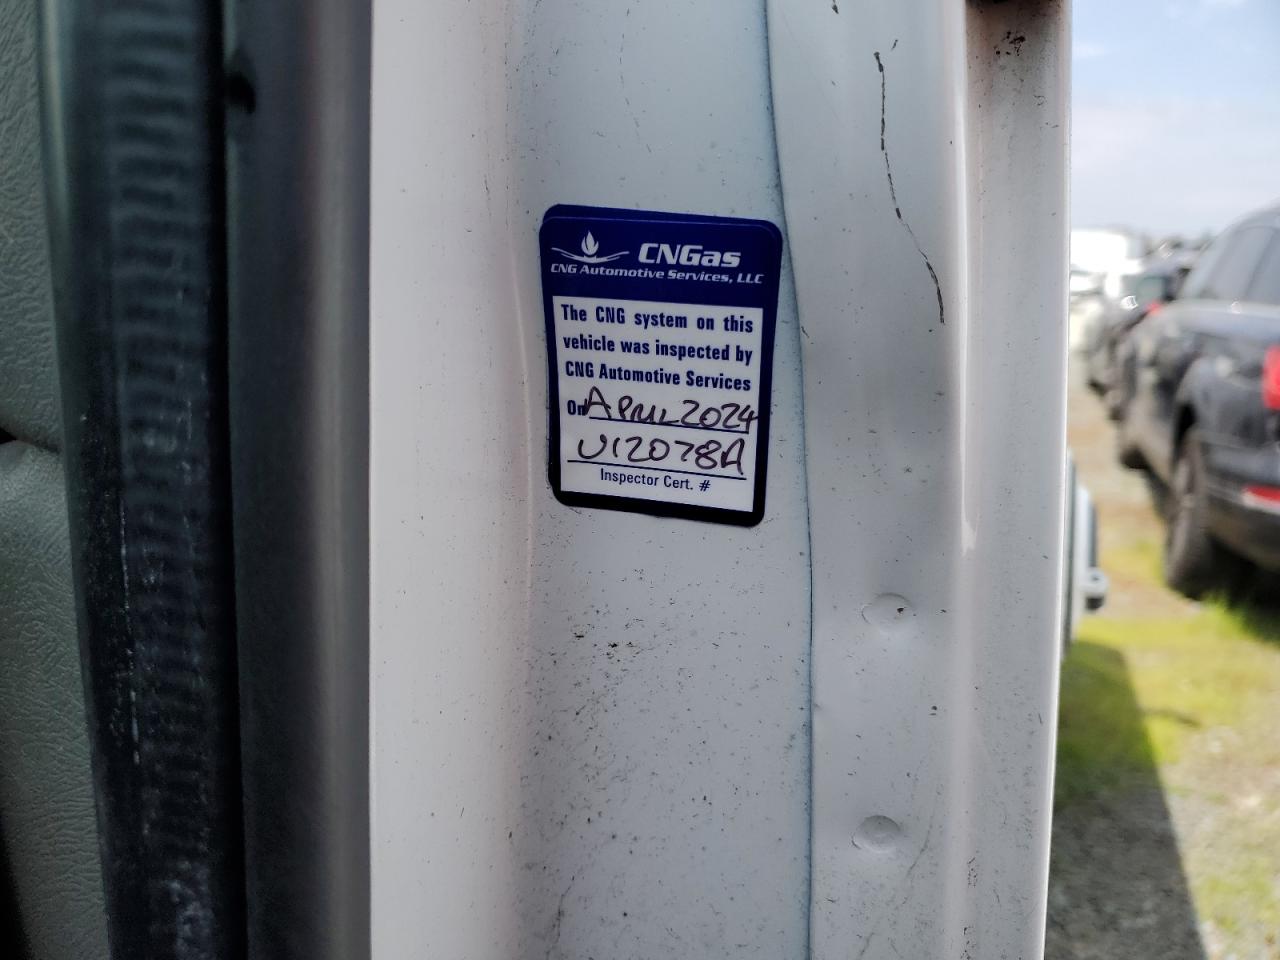 CNGas
CNG Automotive Services, LLC
The CNG system on this
vehicle was inspected by
CNG Automotive Services
On APRIL 2024
U12078A
Inspector Cert. #